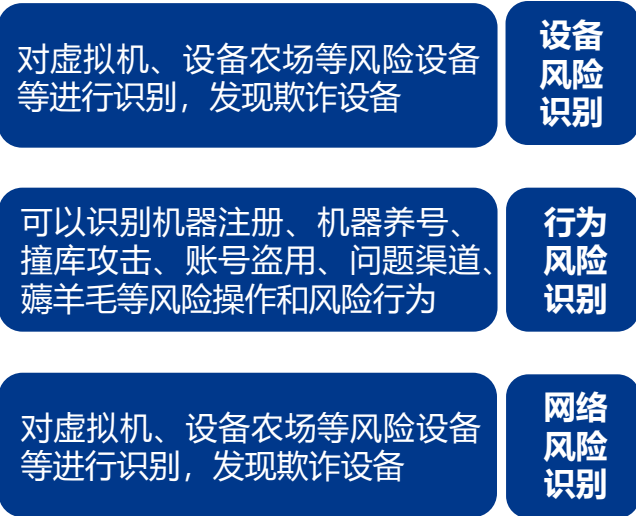 对虚拟机、设备农场等风险设备
等进行识别，发现欺诈设备
设备
风险
识别
可以识别机器注册、机器养号、
撞库攻击、账号盗用、问题渠道、
薅羊毛等风险操作和风险行为
行为
风险
识别
对虚拟机、设备农场等风险设备
等进行识别，发现欺诈设备
网络
风险
识别